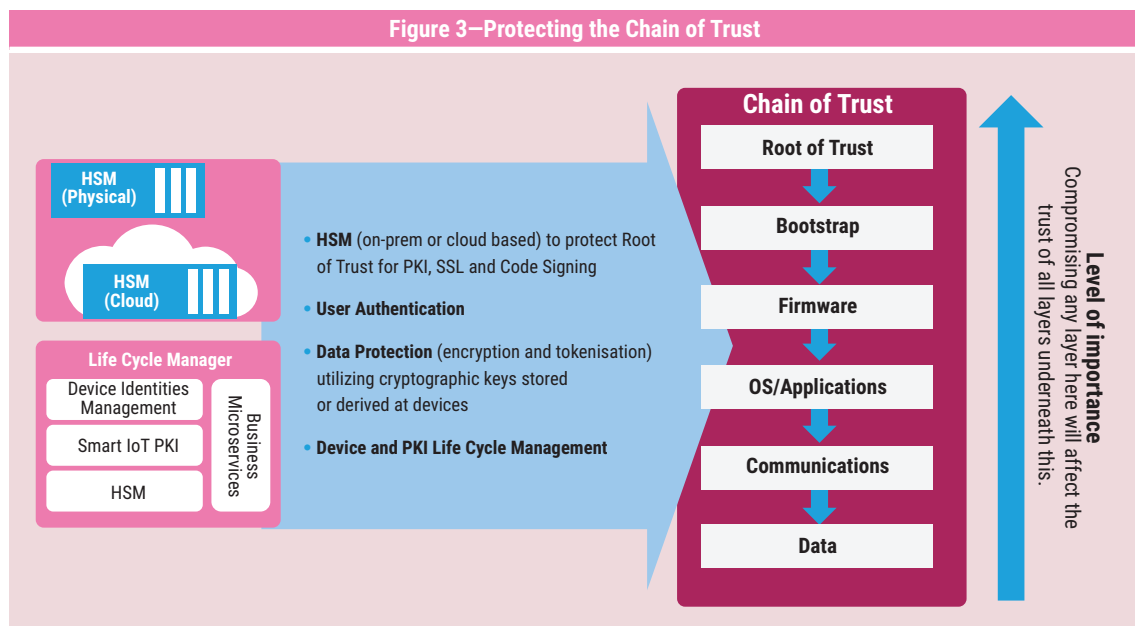 Figure 3—Protecting the Chain of Trust
HSM
(Physical)
HSM
(Cloud)
Life Cycle Manager
Device Identities
Management
Smart IoT PKI
HSM
Business
Microservices
• HSM (on-prem or cloud based) to protect Root
of Trust for PKI, SSL and Code Signing
• User Authentication
• Data Protection (encryption and tokenisation)
utilizing cryptographic keys stored
or derived at devices
• Device and PKI Life Cycle Management
Chain of Trust
Root of Trust
Bootstrap
Firmware
OS/Applications
Communications
Data
Level of importance
Compromising any layer here will affect the
trust of all layers underneath this.